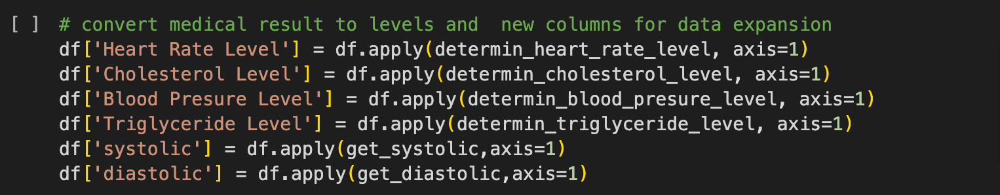 [ ] # convert medical result to levels and  new columns for data expansion
df['Heart Rate Level'] = df.apply(determin_heart_rate_level, axis=1)
df['Cholesterol Level'] = df.apply(determin_cholesterol_level, axis=1)
df['Blood Presure Level'] = df.apply(determin_blood_presure_level, axis=1)
df['Triglyceride Level'] = df.apply(determin_triglyceride_level, axis=1)
df['systolic'] = df.apply(get_systolic,axis=1)
df['diastolic'] = df.apply(get_diastolic,axis=1)